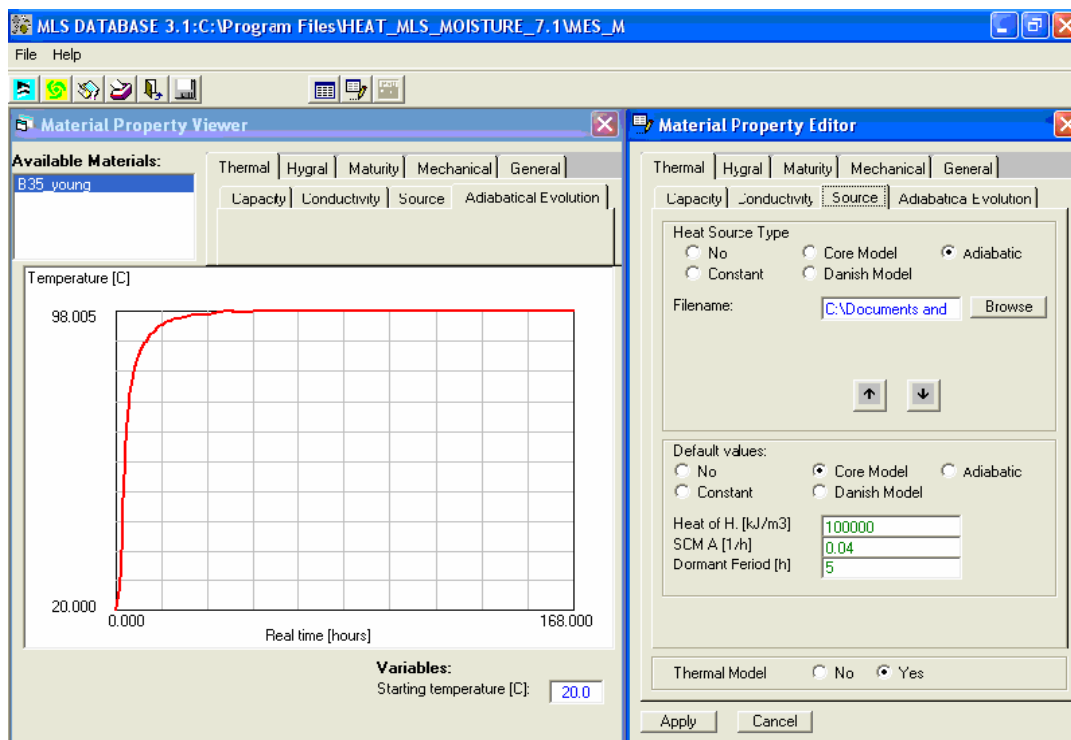 MLS DATABASE 3.1:C:\Program Files\HEAT_MLS_MOISTURE_7.1\MES_M
File Help
Material Property Viewer
Available Materials:
B35_young
Thermal Hygral Maturity Mechanical General
Capacity Conductivity Source Adiabatical Evolution
Temperature [C]
98.005
20.000
0.000
168.000
Real time [hours]
Variables:
Starting temperature [C]: 20.0
Material Property Editor
Thermal Hygral Maturity Mechanical General
Capacity Conductivity Source Adiabatica Evolution
Heat Source Type
No Core Model Adiabatic
Constant Danish Model
Filename: C:\Documents and Browse
Default values:
No Core Model Adiabatic
Constant Danish Model
Heat of H. [kJ/m3] 100000
SCM A [1/h] 0.04
Dormant Period [h] 5
Thermal Model No Yes
Apply Cancel